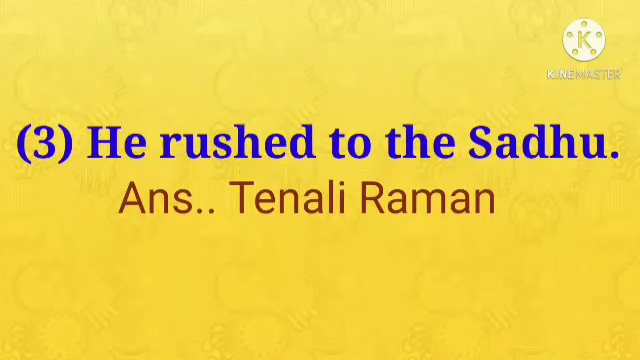 K
KINEMASTER
(3) He rushed to the Sadhu.
Ans.. Tenali Raman